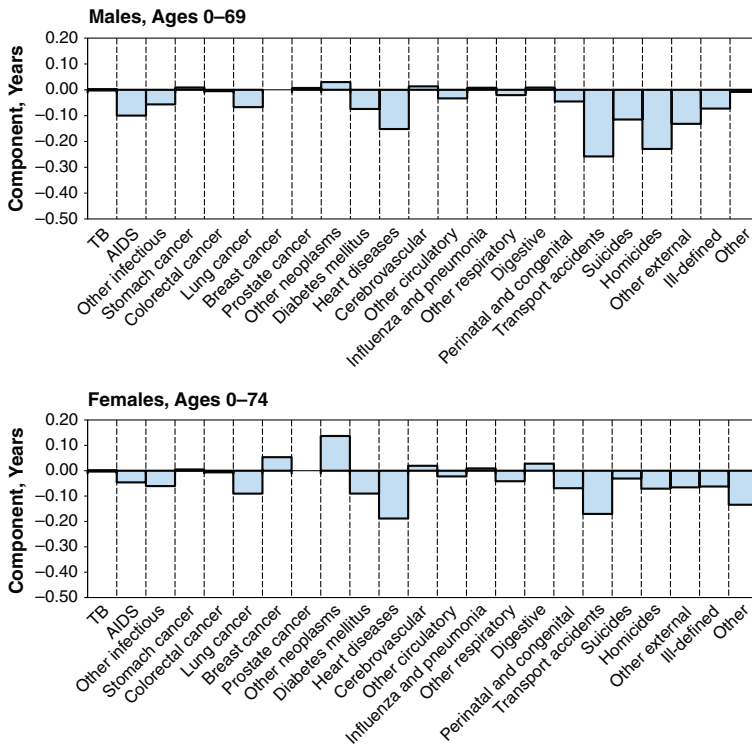 Males, Ages 0–69
Component, Years
0.20
0.10
0.00
–0.10
–0.20
–0.30
–0.40
–0.50
TB
AIDS
Other infectious
Stomach cancer
Colorectal cancer
Lung cancer
Breast cancer
Prostate cancer
Other neoplasms
Diabetes mellitus
Heart diseases
Cerebrovascular
Other circulatory
Influenza and pneumonia
Other respiratory
Digestive
Perinatal and congenital
Transport accidents
Suicides
Homicides
Other external
Ill-defined
Other
Females, Ages 0–74
Component, Years
0.20
0.10
0.00
–0.10
–0.20
–0.30
–0.40
–0.50
TB
AIDS
Other infectious
Stomach cancer
Colorectal cancer
Lung cancer
Breast cancer
Prostate cancer
Other neoplasms
Diabetes mellitus
Heart diseases
Cerebrovascular
Other circulatory
Influenza and pneumonia
Other respiratory
Digestive
Perinatal and congenital
Transport accidents
Suicides
Homicides
Other external
Ill-defined
Other